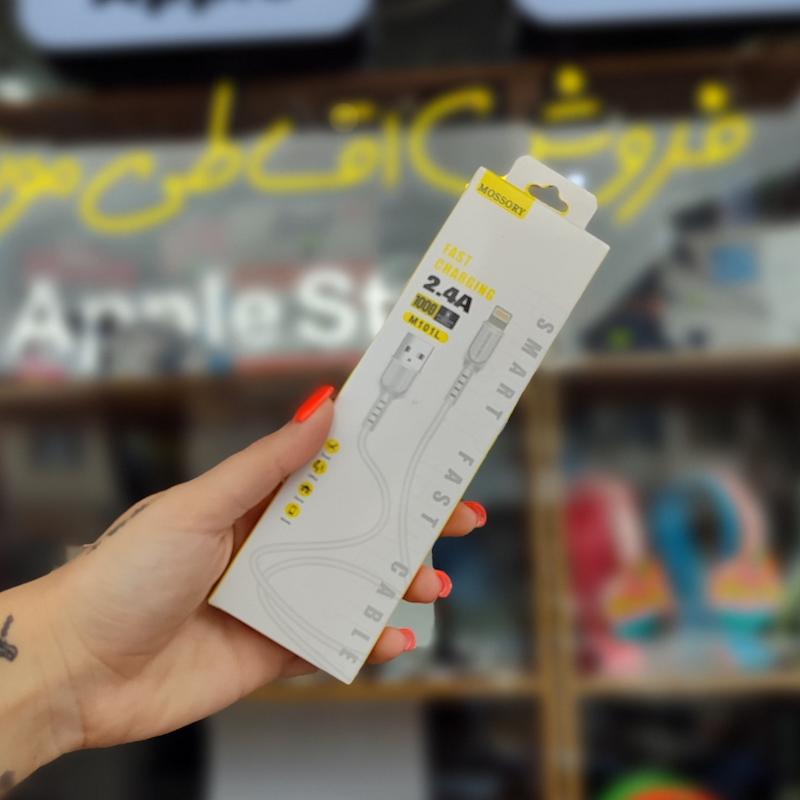 فروش اقساطی
Apple St
MOSSORY
FAST
CHARGING
2.4A
1000
M101L
SMART FAST CABLE